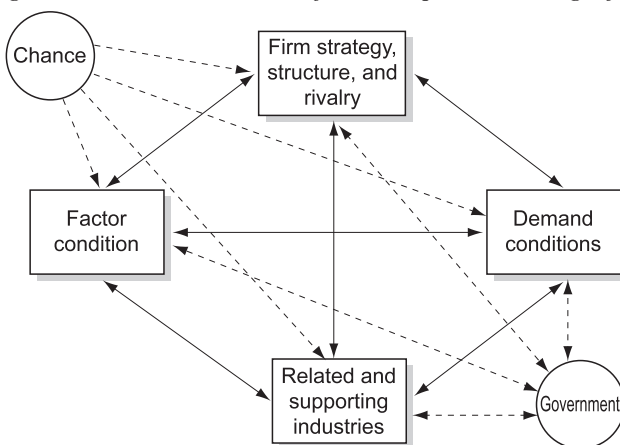 Chance
Firm strategy,
structure, and
rivalry
Factor
condition
Demand
conditions
Related and
supporting
industries
Government